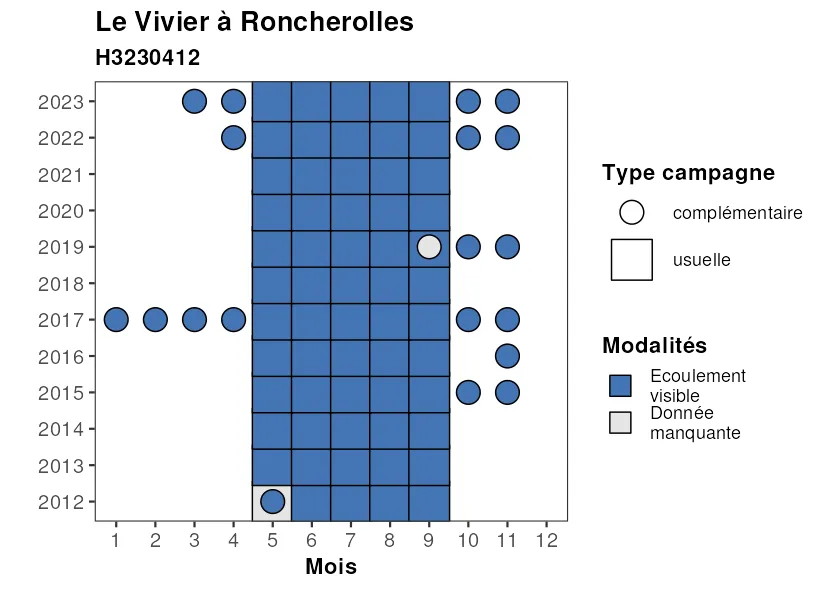 Le Vivier à Roncherolles
H3230412
2023
2022
2021
2020
2019
2018
2017
2016
2015
2014
2013
2012
1 2 3 4 5 6 7 8 9 10 11 12
Mois
Type campagne
complémentaire
usuelle
Modalités
Ecoulement
visible
Donnée
manquante